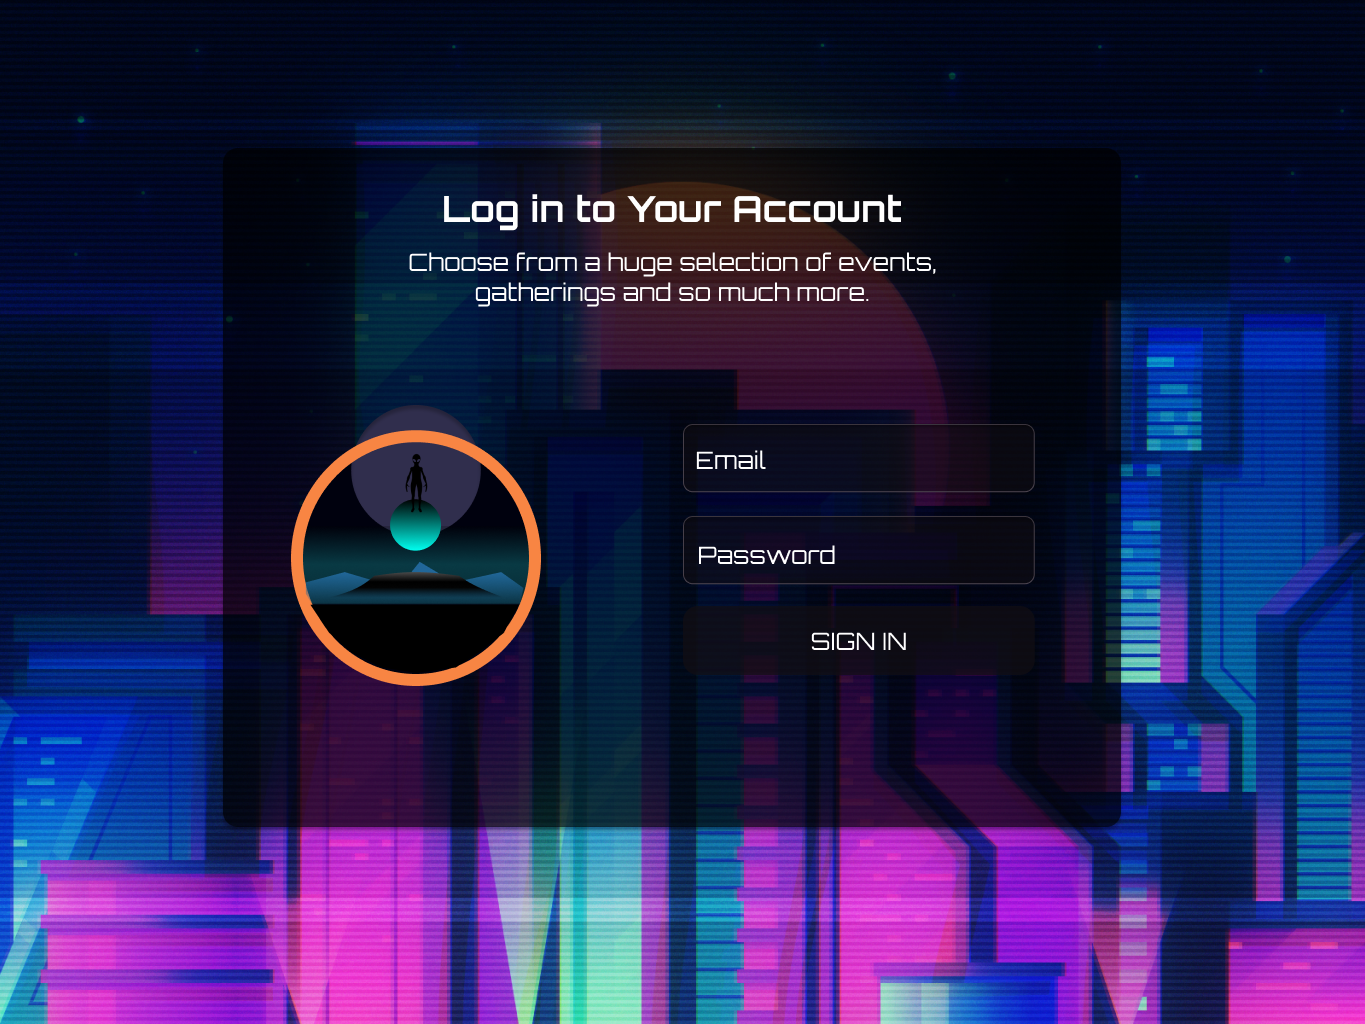 Log in to Your Account
Choose from a huge selection of events,
gatherings and so much more.
Email
Password
SIGN IN